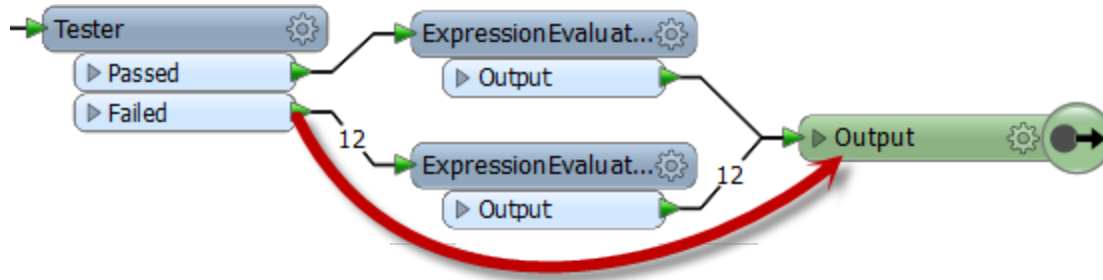 Tester
Passed
Failed
12
ExpressionEvaluat...
Output
ExpressionEvaluat...
Output
12
Output